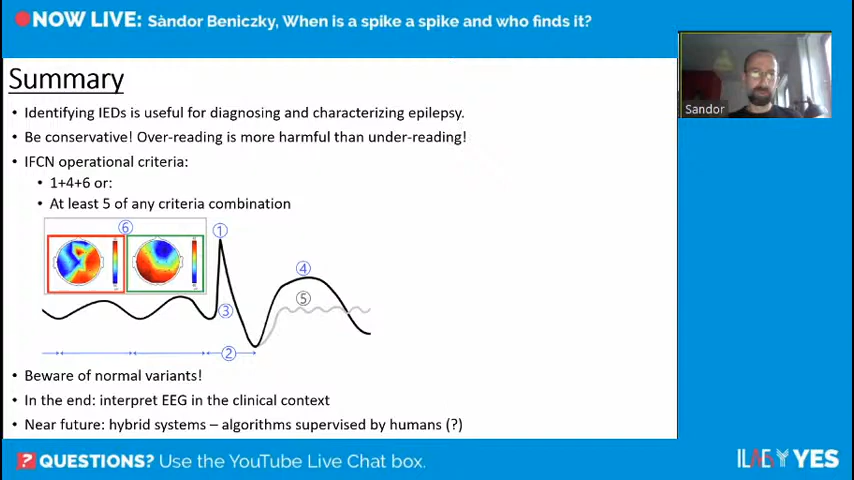 NOW LIVE: Sàndor Beniczky, When is a spike a spike and who finds it?
Summary
• Identifying IEDs is useful for diagnosing and characterizing epilepsy.
• Be conservative! Over-reading is more harmful than under-reading!
• IFCN operational criteria:
• 1+4+6 or:
• At least 5 of any criteria combination
⑥
①
④
⑤
③
②
• Beware of normal variants!
• In the end: interpret EEG in the clinical context
• Near future: hybrid systems – algorithms supervised by humans (?)
Sandor
? QUESTIONS? Use the YouTube Live Chat box.
ILAE YES